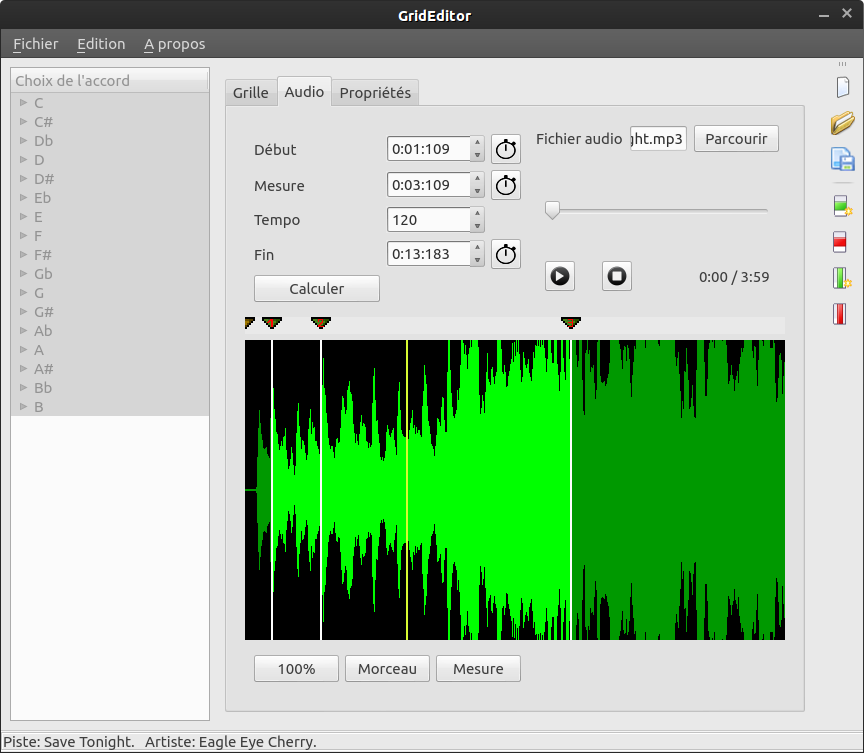 GridEditor
Fichier Edition A propos
Choix de l'accord
C
C#
Db
D
D#
Eb
E
F
F#
Gb
G
G#
Ab
A
A#
Bb
B
Grille Audio Propriétés
Début 0:01:109
Mesure 0:03:109
Tempo 120
Fin 0:13:183
Calculer
Fichier audio ght.mp3 Parcourir
0:00 / 3:59
100% Morceau Mesure
Piste: Save Tonight. Artiste: Eagle Eye Cherry.